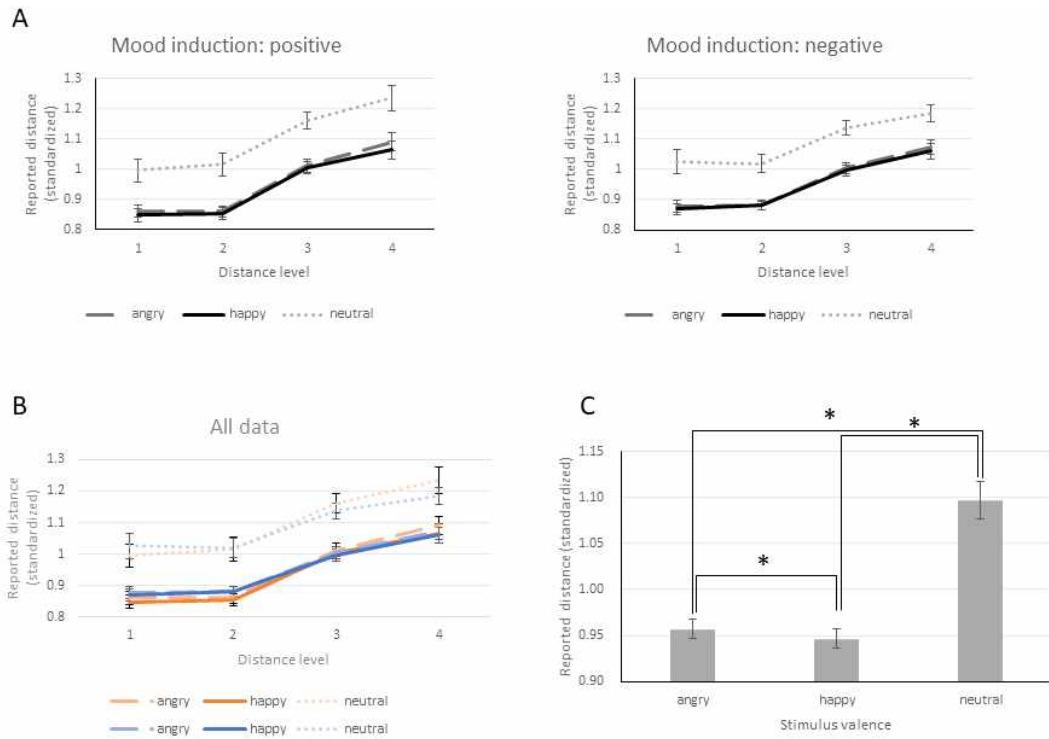 A
Mood induction: positive
Reported distance
(standardized)
1.3
1.2
1.1
1
0.9
0.8
1 2 3 4
Distance level
angry happy neutral
Mood induction: negative
Reported distance
(standardized)
1.3
1.2
1.1
1
0.9
0.8
1 2 3 4
Distance level
angry happy neutral
B
All data
Reported distance
(standardized)
1.3
1.2
1.1
1
0.9
0.8
1 2 3 4
Distance level
angry happy neutral
angry happy neutral
C
* *
*
Reported distance (standardized)
1.15
1.10
1.05
1.00
0.95
0.90
angry happy neutral
Stimulus valence